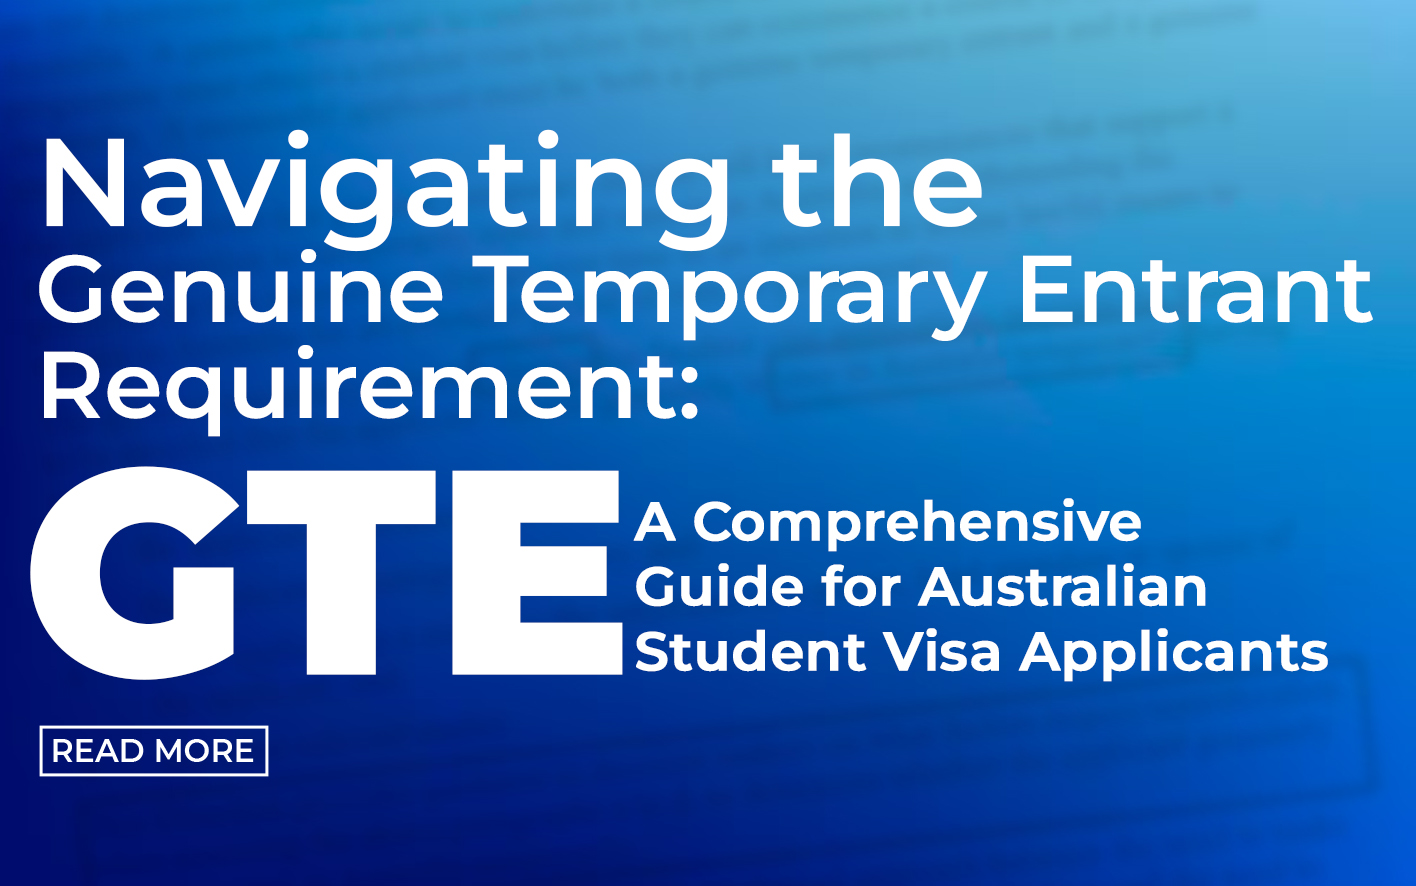 Navigating the
Genuine Temporary Entrant
Requirement:
GTE
A Comprehensive
Guide for Australian
Student Visa Applicants
READ MORE